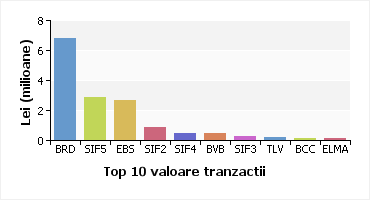 Lei (milioane)
8
6
4
2
0
BRD SIF5 EBS SIF2 SIF4 BVB SIF3 TLV BCC ELMA
Top 10 valoare tranzactii